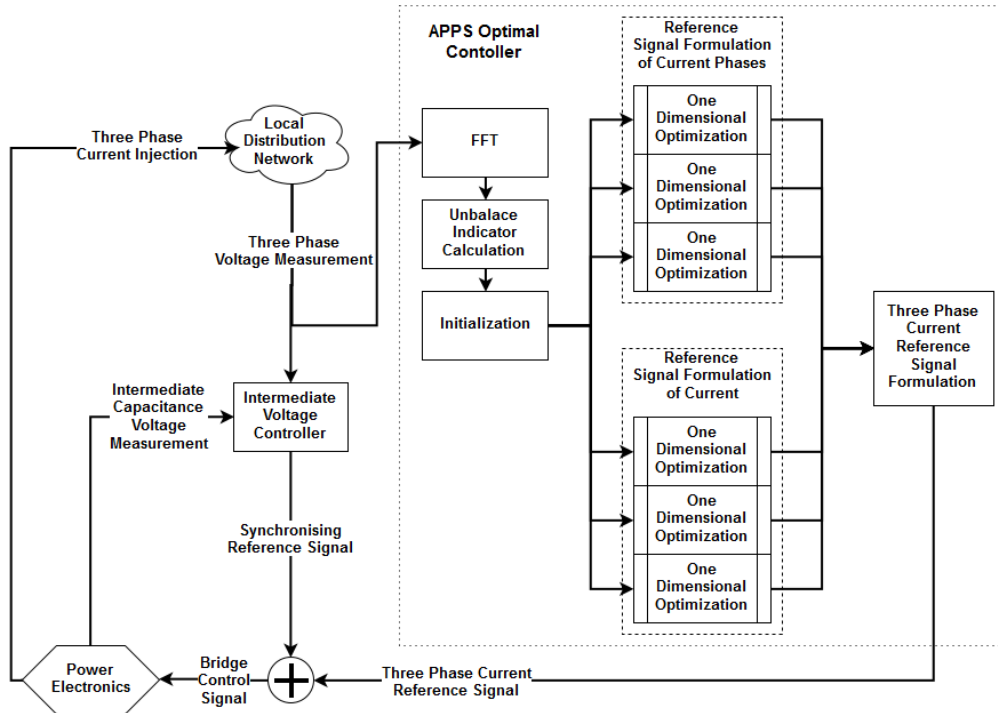 APPS Optimal
Contoller
Reference
Signal Formulation
of Current Phases
One
Dimensional
Optimization
One
Dimensional
Optimization
One
Dimensional
Optimization
FFT
Unbalace
Indicator
Calculation
Initialization
Reference
Signal Formulation
of Current
One
Dimensional
Optimization
One
Dimensional
Optimization
One
Dimensional
Optimization
Three Phase
Current
Reference
Signal
Formulation
Three Phase
Current Injection
Local
Distribution
Network
Three Phase
Voltage Measurement
Intermediate
Capacitance
Voltage
Measurement
Intermediate
Voltage
Controller
Synchronising
Reference Signal
Power
Electronics
Bridge
Control
Signal
Three Phase Current
Reference Signal